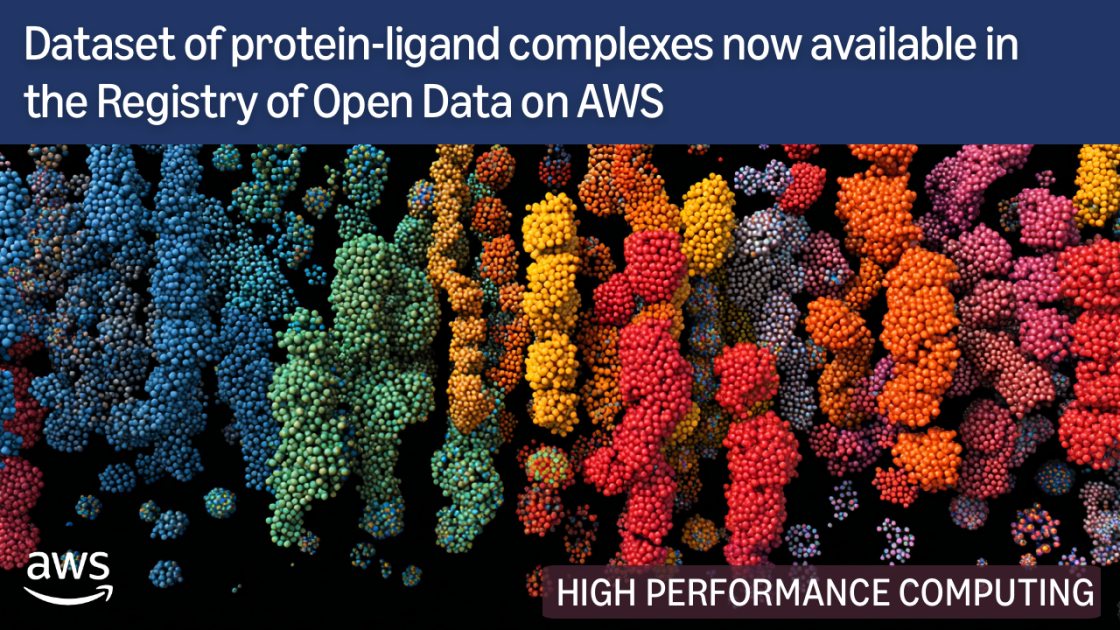 Dataset of protein-ligand complexes now available in
the Registry of Open Data on AWS
aws
HIGH PERFORMANCE COMPUTING